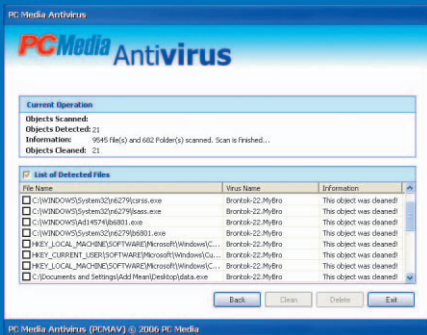 PC Media Antivirus
PCMedia Antivirus
Current Operation
Objects Scanned:
Objects Detected: 21
Information: 9545 file(s) and 682 Folder(s) scanned. Scan is finished...
Objects Cleaned: 21
List of Detected Files
File Name Virus Name Information
C:\WINDOWS\System32\n6279\csrss.exe Brontok-22.MyBro This object was cleaned!
C:\WINDOWS\System32\n6279\lsass.exe Brontok-22.MyBro This object was cleaned!
C:\WINDOWS\Ad14574\ib6801.exe Brontok-22.MyBro This object was cleaned!
C:\WINDOWS\System32\n6279\b6801.exe Brontok-22.MyBro This object was cleaned!
HKEY_LOCAL_MACHINE\SOFTWARE\Microsoft\Windows\C... Brontok-22.MyBro This object was cleaned!
HKEY_CURRENT_USER\SOFTWARE\Microsoft\Windows\Cu... Brontok-22.MyBro This object was cleaned!
HKEY_LOCAL_MACHINE\SOFTWARE\Microsoft\Windows\C... Brontok-22.MyBro This object was cleaned!
C:\Documents and Settings\Add Mean\Desktop\data.exe Brontok-22.MyBro This object was cleaned!
Back Clean Delete Exit
PC Media Antivirus (PCMAV) © 2006 PC Media